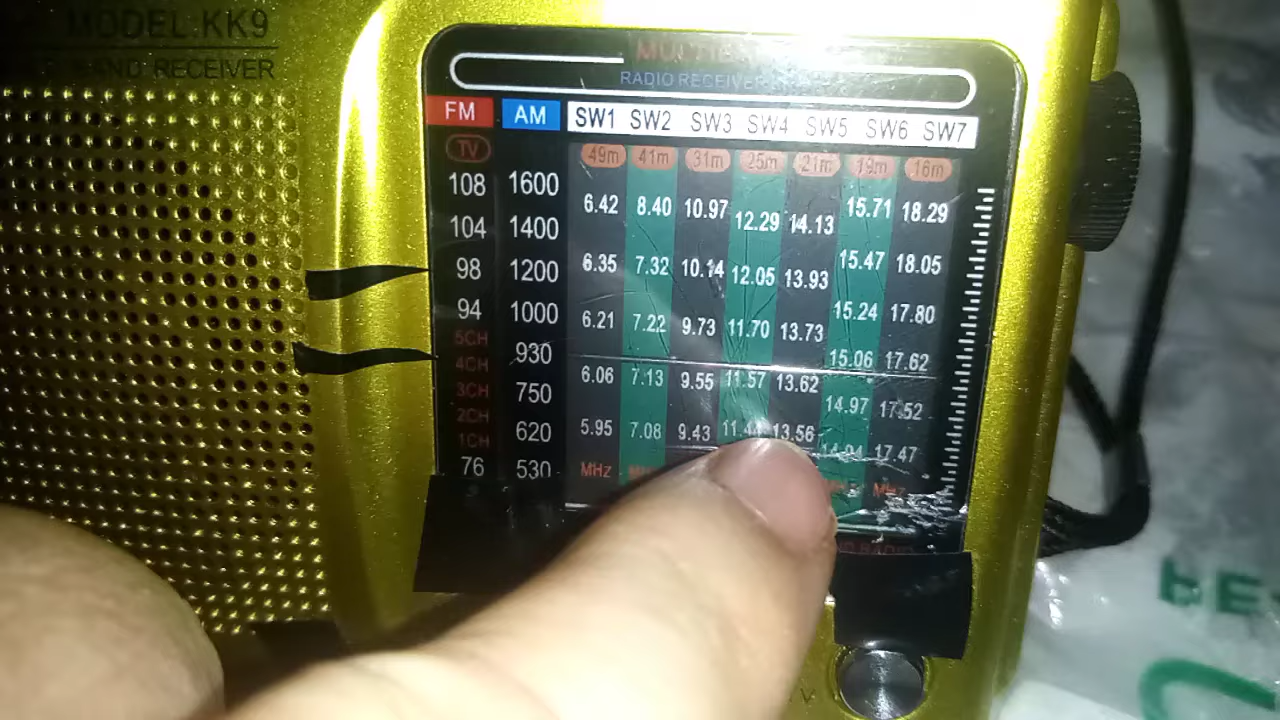 MODEL:KK9
BAND RECEIVER
RADIO RECEIVER
FM AM SW1 SW2 SW3 SW4 SW5 SW6 SW7
TV 49m 41m 31m 25m 21m 19m 16m
108 1600 6.42 8.40 10.97 12.29 14.13 15.71 18.29
104 1400
98 1200 6.35 7.32 10.14 12.05 13.93 15.47 18.05
94 1000 6.21 7.22 9.73 11.70 13.73 15.24 17.80
5CH
4CH 930 15.06 17.62
3CH 750 6.06 7.13 9.55 11.57 13.62 14.97 17.52
2CH
1CH 620 5.95 7.08 9.43 13.56 17.47
76 530 MHz